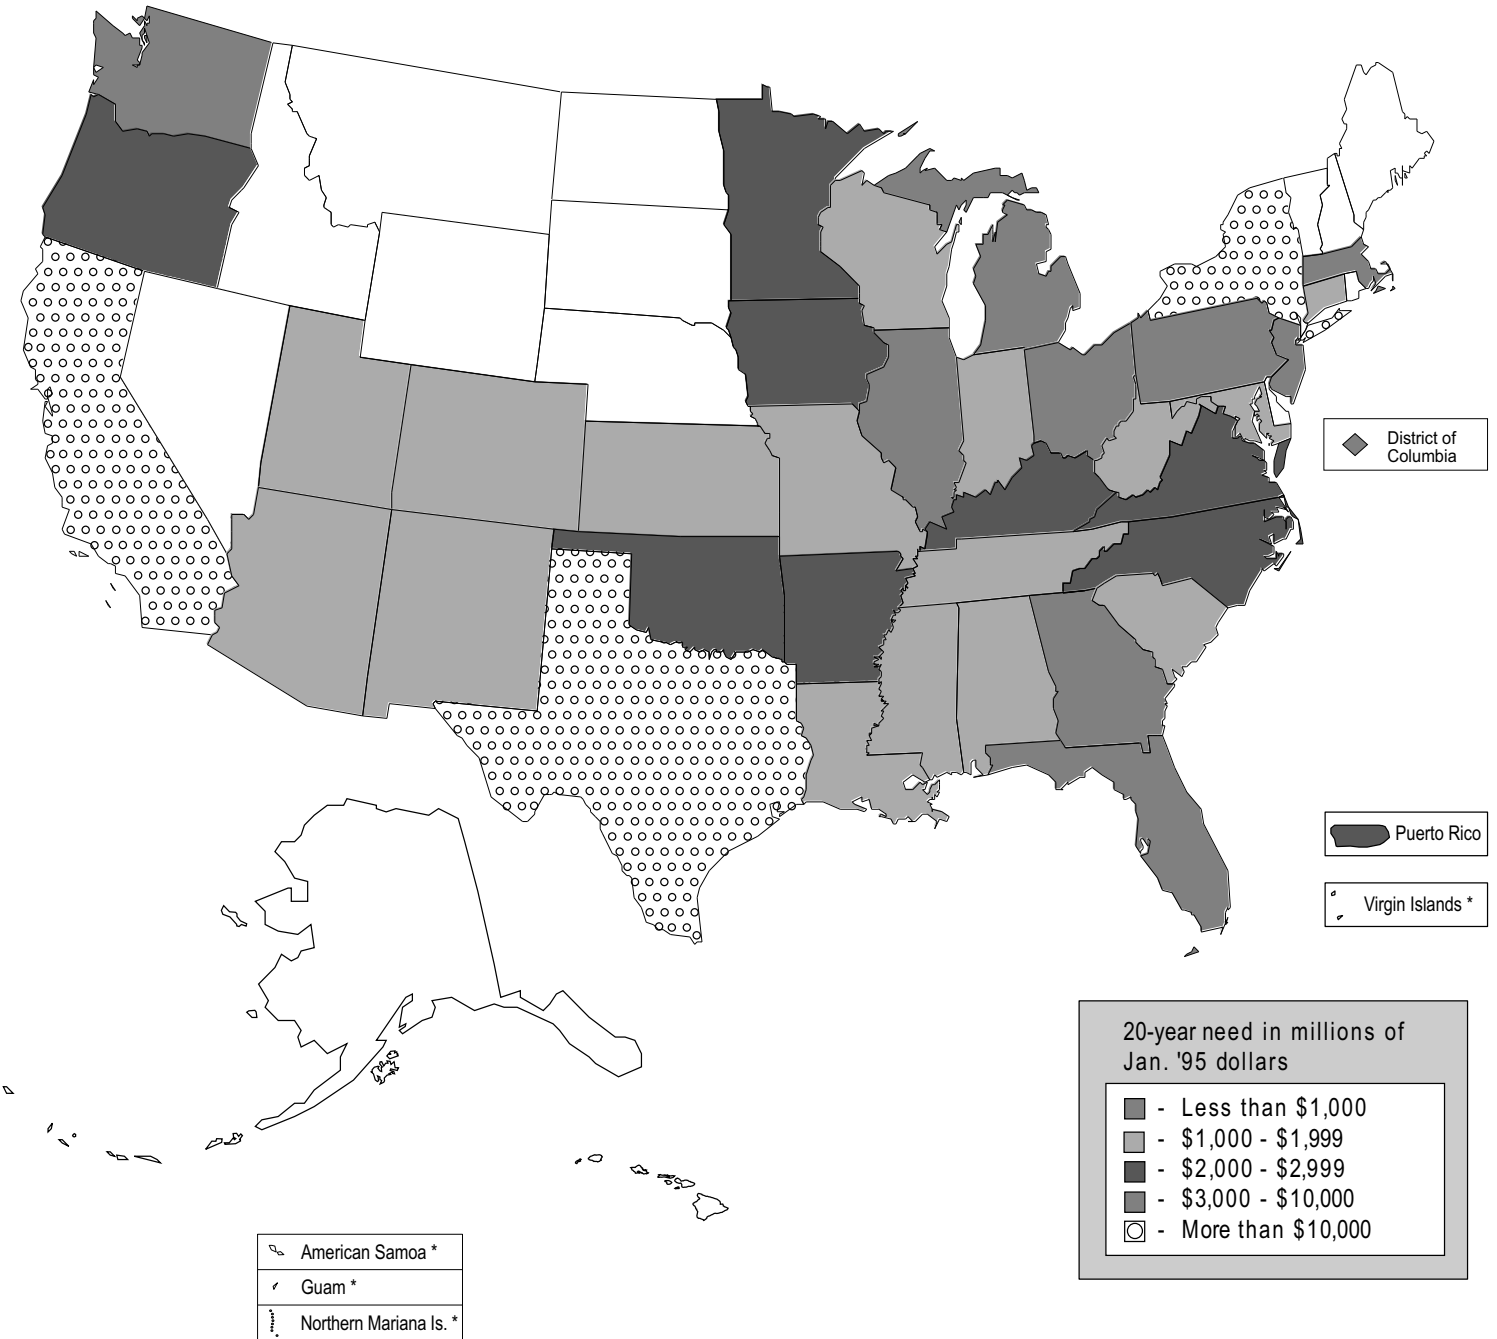 District of
Columbia
Puerto Rico
Virgin Islands *
20-year need in millions of
Jan. '95 dollars
- Less than $1,000
- $1,000 - $1,999
- $2,000 - $2,999
- $3,000 - $10,000
- More than $10,000
American Samoa *
Guam *
Northern Mariana Is. *